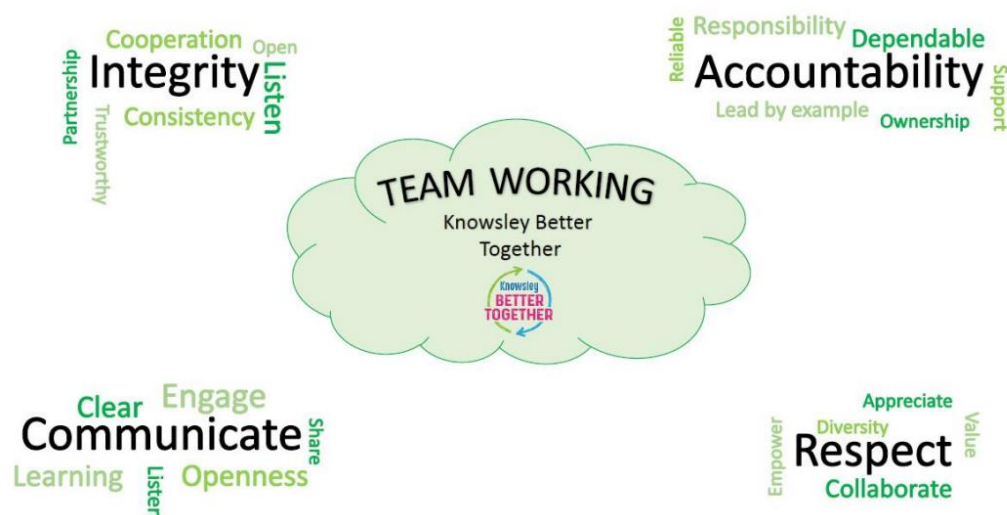 Cooperation
Open
Partnership
Integrity
Listen
Trustworthy
Consistency
Reliable
Responsibility
Dependable
Accountability
Support
Lead by example
Ownership
TEAM WORKING
Knowsley Better
Together
Knowsley
BETTER
TOGETHER
Clear
Engage
Communicate
Share
Learning
Listen
Openness
Appreciate
Empower
Diversity
Value
Respect
Collaborate